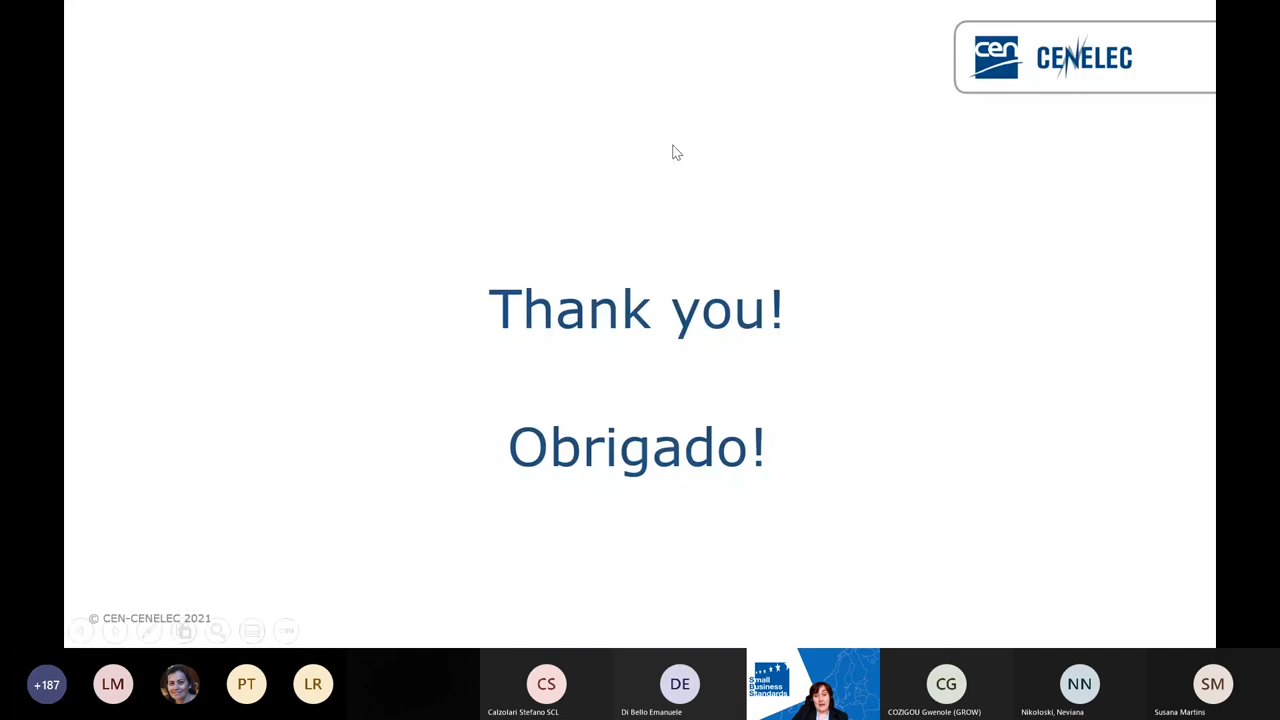 cen CENELEC
Thank you!
Obrigado!
© CEN-CENELEC 2021
+187
LM
PT
LR
CS
Calzolari Stefano SCL
DE
Di Bello Emanuele
Small
Business
Standards
CG
COZIGOU Gwenole (GROW)
NN
Nikoloski, Neviana
SM
Susana Martins